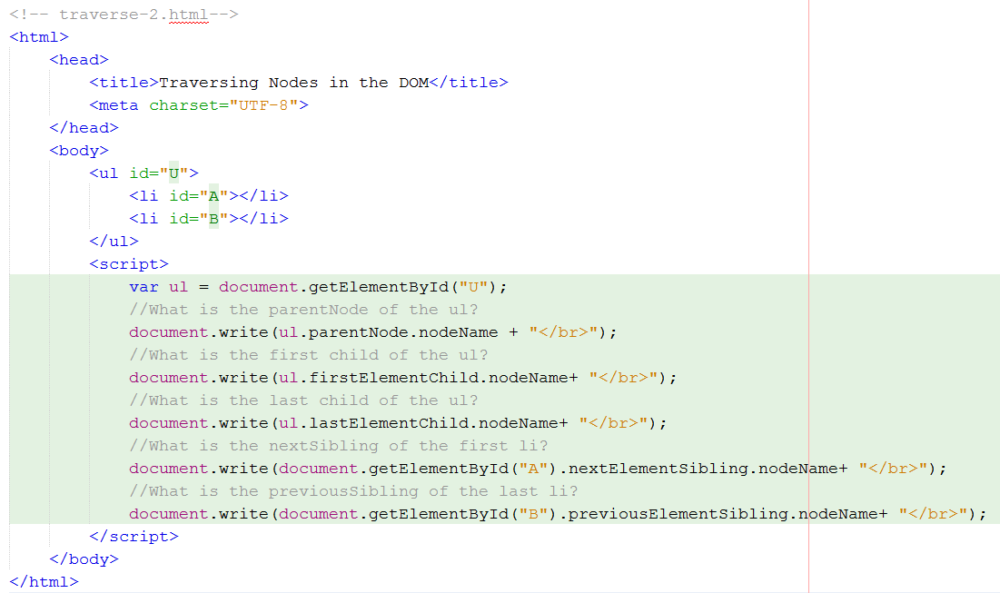 <!-- traverse-2.html-->
<html>
    <head>
        <title>Traversing Nodes in the DOM</title>
        <meta charset="UTF-8">
    </head>
    <body>
        <ul id="U">
            <li id="A"></li>
            <li id="B"></li>
        </ul>
        <script>
            var ul = document.getElementById("U");
            //What is the parentNode of the ul?
            document.write(ul.parentNode.nodeName + "</br>");
            //What is the first child of the ul?
            document.write(ul.firstElementChild.nodeName+ "</br>");
            //What is the last child of the ul?
            document.write(ul.lastElementChild.nodeName+ "</br>");
            //What is the nextSibling of the first li?
            document.write(document.getElementById("A").nextElementSibling.nodeName+ "</br>");
            //What is the previousSibling of the last li?
            document.write(document.getElementById("B").previousElementSibling.nodeName+ "</br>");
        </script>
    </body>
</html>